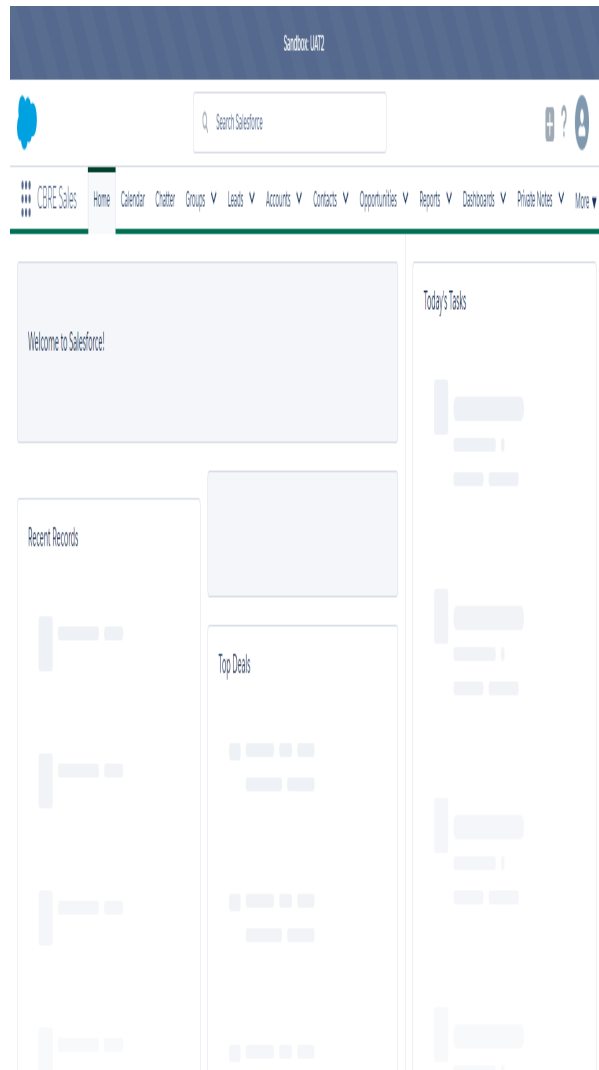 Sandbox: UAT2
Search Salesforce
?
CBRE Sales Home Calendar Chatter Groups Leads Accounts Contacts Opportunities Reports Dashboards Private Notes More
Today's Tasks
Welcome to Salesforce!
Recent Records
Top Deals